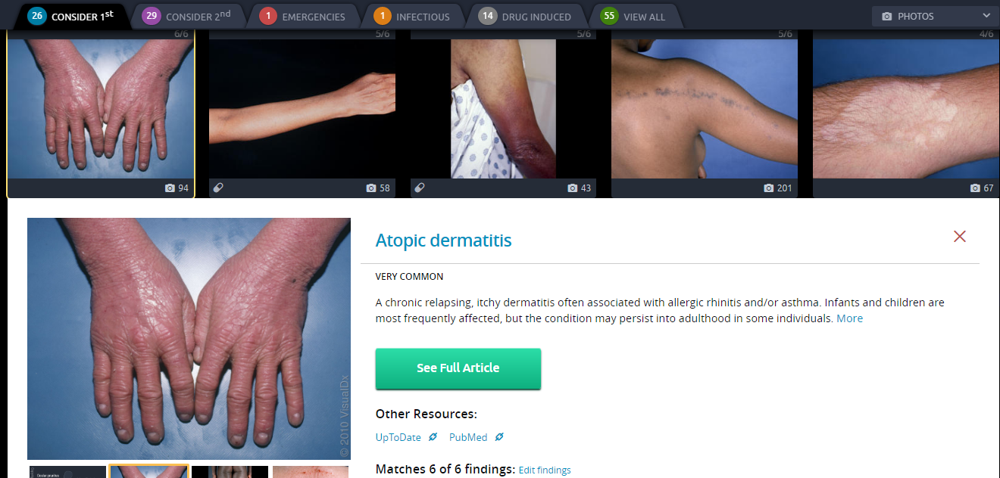 26 CONSIDER 1st
29 CONSIDER 2nd
1 EMERGENCIES
1 INFECTIOUS
14 DRUG INDUCED
55 VIEW ALL
PHOTOS
6/6
5/6
5/6
5/6
4/6
94
58
43
201
67
Atopic dermatitis
VERY COMMON
A chronic relapsing, itchy dermatitis often associated with allergic rhinitis and/or asthma. Infants and children are
most frequently affected, but the condition may persist into adulthood in some individuals. More
See Full Article
Other Resources:
UpToDate PubMed
Matches 6 of 6 findings: Edit findings
© 2010 VisualDx